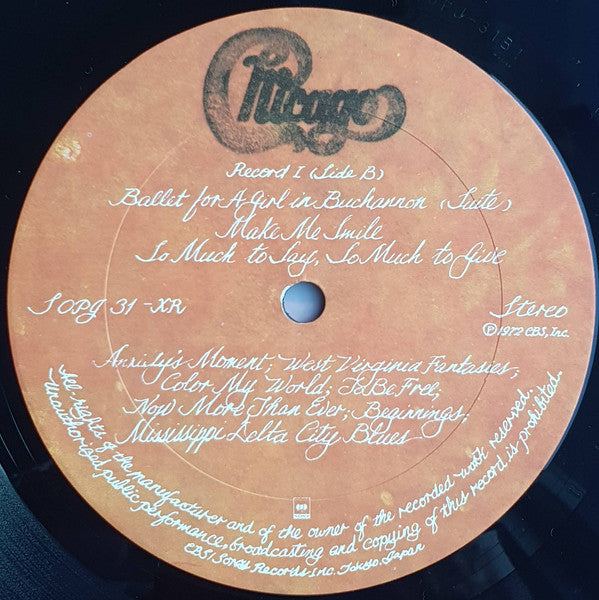 Chicago
Record I (Side B)
Ballet for A Girl in Buchannon (Suite)
Make Me Smile
So Much to Say, So Much to Give
SOPJ 31-XR
Stereo
℗ 1972 CBS, Inc.
Anxiety's Moment; West Virginia Fantasies;
Color My World; To Be Free;
Now More Than Ever; Beginnings;
Mississippi Delta City Blues
All rights of the manufacturer and of the owner of the recorded work reserved.
Unauthorized public performance, broadcasting and copying of this record is prohibited.
CBS/Sony Records Inc. Tokyo, Japan